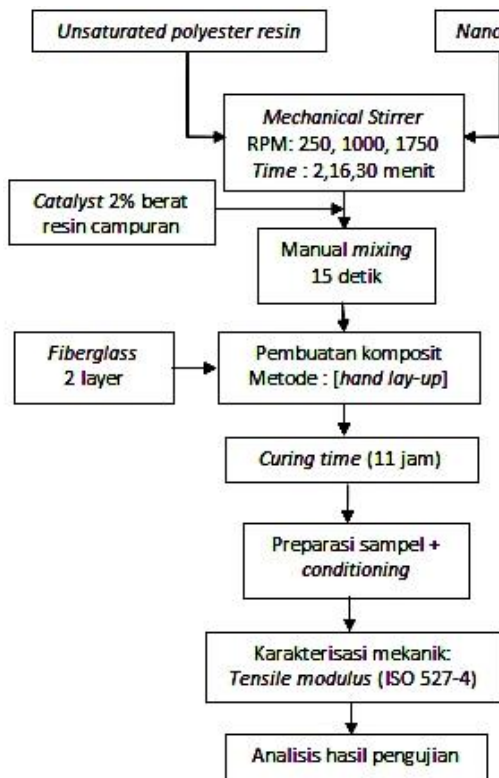 Unsaturated polyester resin
Mechanical Stirrer
RPM: 250, 1000, 1750
Time : 2,16,30 menit
Catalyst 2% berat
resin campuran
Manual mixing
15 detik
Fiberglass
2 layer
Pembuatan komposit
Metode : [hand lay-up]
Curing time (11 jam)
Preparasi sampel +
conditioning
Karakterisasi mekanik:
Tensile modulus (ISO 527-4)
Analisis hasil pengujian